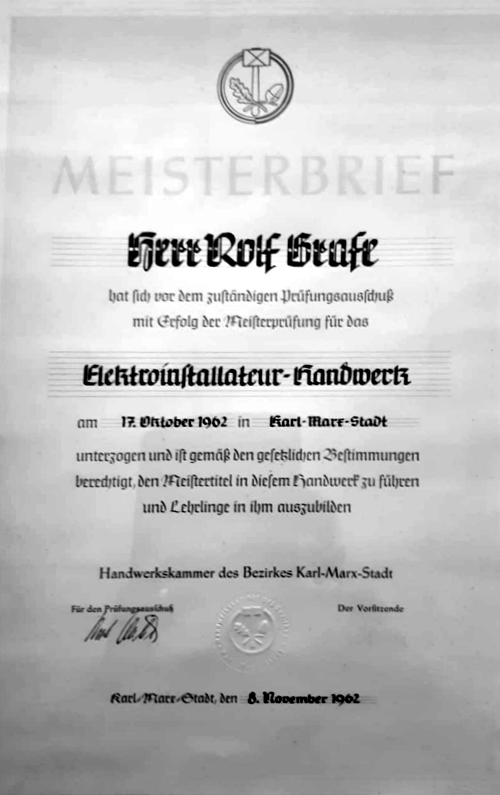 MEISTERBRIEF
Herr Rolf Grafe
hat sich vor dem zuständigen Prüfungsausschuß
mit Erfolg der Meisterprüfung für das
Elektroinstallateur-Handwerk
am 17. Oktober 1962 in Karl-Marx-Stadt
unterzogen und ist gemäß den gesetzlichen Bestimmungen
berechtigt, den Meistertitel in diesem Handwerk zu führen
und Lehrlinge in ihm auszubilden
Handwerkskammer des Bezirkes Karl-Marx-Stadt
Für den Prüfungsausschuß
Der Vorsitzende
Karl-Marx-Stadt, den 8. November 1962